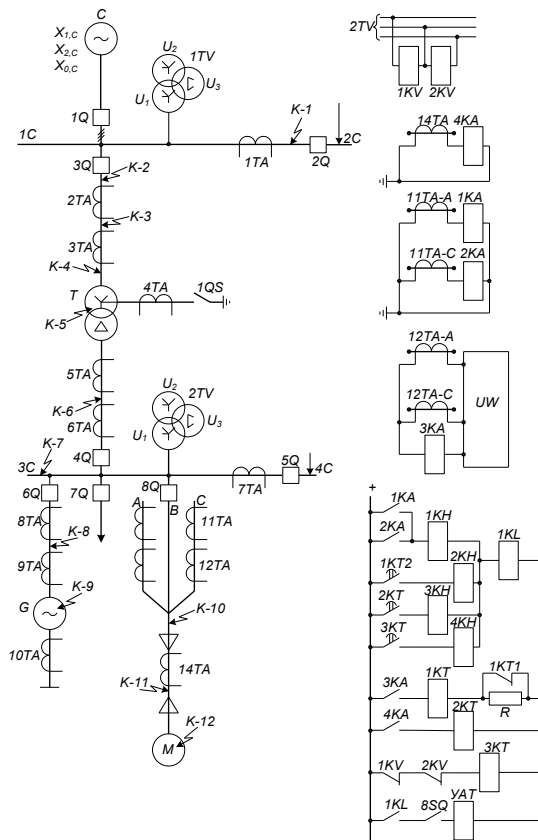 C
X1,C
X2,C
X0,C
U2
1TV
U1
U3
1Q
K-1
1C
1TA
2Q
2C
3Q
K-2
2TA
K-3
3TA
K-4
T
4TA
1QS
K-5
5TA
K-6
6TA
U2
2TV
U1
U3
4Q
K-7
3C
5Q
4C
7TA
6Q
7Q
8Q
A
B
C
8TA
11TA
K-8
9TA
12TA
K-9
G
K-10
10TA
14TA
K-11
K-12
M
2TV
1KV
2KV
14TA
4KA
11TA-A
1KA
11TA-C
2KA
12TA-A
12TA-C
UW
3KA
+
1KA
1KH
2KA
1KL
1KT2
2KH
2KT
3KH
3KT
4KH
3KA
1KT
1KT1
R
4KA
2KT
3KT
1KV
2KV
1KL
8SQ
УАТ